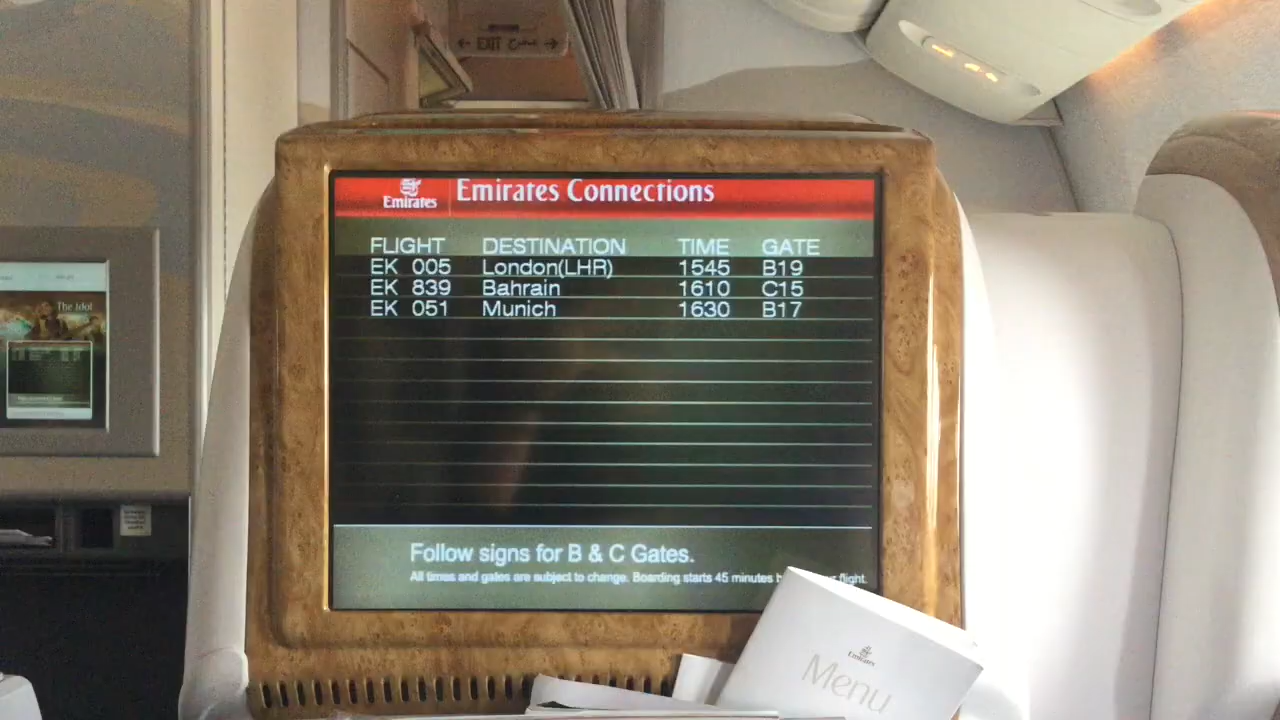 ← EXIT →
Emirates
Emirates Connections
FLIGHT DESTINATION TIME GATE
EK 005 London(LHR) 1545 B19
EK 839 Bahrain 1610 C15
EK 051 Munich 1630 B17
The Idol
Follow signs for B & C Gates.
All times and gates are subject to change. Boarding starts 45 minutes flight.
Emirates
Menu